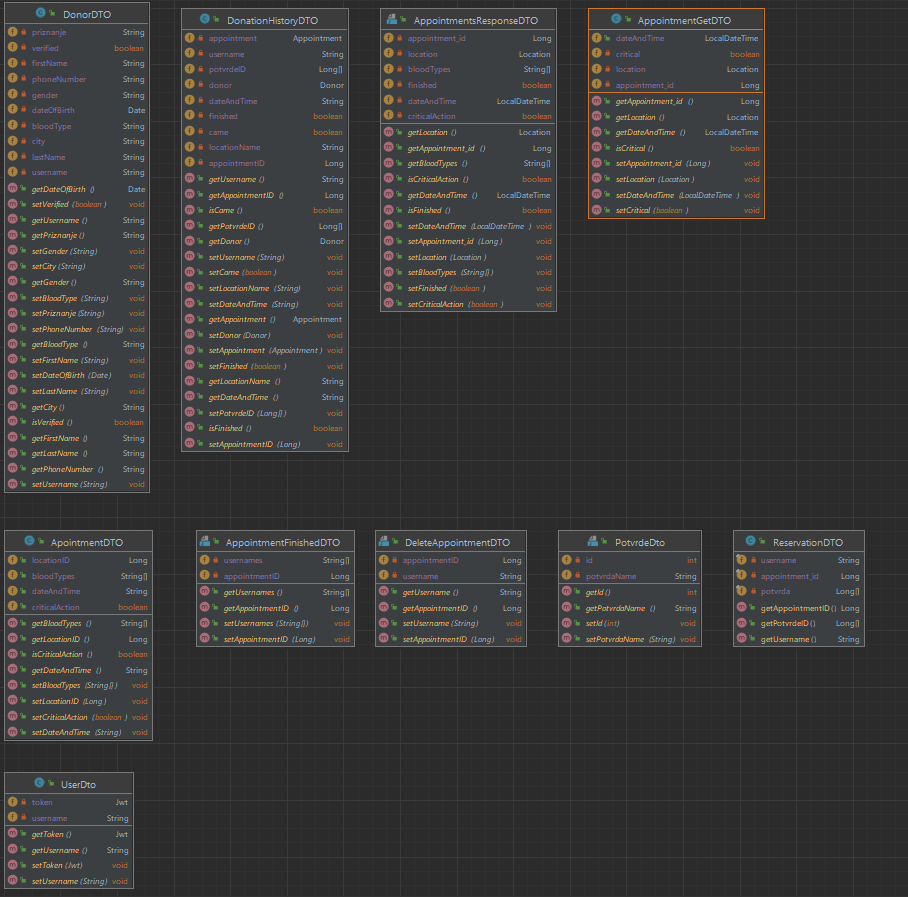 DonorDTO
priznanje String
verified boolean
firstName String
phoneNumber String
gender String
dateOfBirth Date
bloodType String
city String
lastName String
username String
getDateOfBirth () Date
setVerified (boolean ) void
getUsername () String
getPriznanje () String
setGender (String) void
setCity (String) void
getGender () String
setBloodType (String) void
setPriznanje (String) void
setPhoneNumber (String) void
getBloodType () String
setFirstName (String) void
setDateOfBirth (Date) void
setLastName (String) void
getCity () String
isVerified () boolean
getFirstName () String
getLastName () String
getPhoneNumber () String
setUsername (String) void
DonationHistoryDTO
appointment Appointment
username String
potvrdeID Long[]
donor Donor
dateAndTime String
finished boolean
came boolean
locationName String
appointmentID Long
getUsername () String
getAppointmentID () Long
isCame () boolean
getPotvrdeID () Long[]
getDonor () Donor
setUsername (String) void
setCame (boolean ) void
setLocationName (String) void
setDateAndTime (String) void
getAppointment () Appointment
setDonor (Donor) void
setAppointment (Appointment ) void
setFinished (boolean ) void
getLocationName () String
getDateAndTime () String
setPotvrdeID (Long[]) void
isFinished () boolean
setAppointmentID (Long) void
AppointmentsResponseDTO
appointment_id Long
location Location
bloodTypes String[]
finished boolean
dateAndTime LocalDateTime
criticalAction boolean
getLocation () Location
getAppointment_id () Long
getBloodTypes () String[]
isCriticalAction () boolean
getDateAndTime () LocalDateTime
isFinished () boolean
setDateAndTime (LocalDateTime ) void
setAppointment_id (Long ) void
setLocation (Location ) void
setBloodTypes (String[]) void
setFinished (boolean ) void
setCriticalAction (boolean ) void
AppointmentGetDTO
dateAndTime LocalDateTime
critical boolean
location Location
appointment_id Long
getAppointment_id () Long
getLocation () Location
getDateAndTime () LocalDateTime
isCritical () boolean
setAppointment_id (Long ) void
setLocation (Location ) void
setDateAndTime (LocalDateTime ) void
setCritical (boolean ) void
ApointmentDTO
locationID Long
bloodTypes String[]
dateAndTime String
criticalAction boolean
getBloodTypes () String[]
getLocationID () Long
isCriticalAction () boolean
getDateAndTime () String
setBloodTypes (String[]) void
setLocationID (Long ) void
setCriticalAction (boolean ) void
setDateAndTime (String) void
AppointmentFinishedDTO
usernames String[]
appointmentID Long
getUsernames () String[]
getAppointmentID () Long
setUsernames (String[]) void
setAppointmentID (Long) void
DeleteAppointmentDTO
appointmentID Long
username String
getUsername () String
getAppointmentID () Long
setUsername (String) void
setAppointmentID (Long) void
PotvrdeDto
id int
potvrdaName String
getId () int
getPotvrdaName () String
setId (int) void
setPotvrdaName (String) void
ReservationDTO
username String
appointment_id Long
potvrda Long[]
getAppointmentID () Long
getPotvrdeID () Long[]
getUsername () String
UserDto
token Jwt
username String
getToken () Jwt
getUsername () String
setToken (Jwt) void
setUsername (String) void